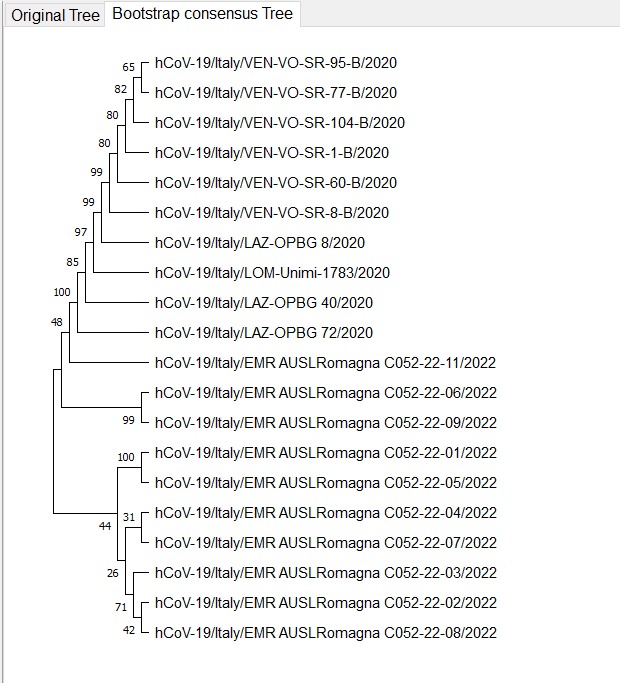 Original Tree
Bootstrap consensus Tree
65
hCoV-19/Italy/VEN-VO-SR-95-B/2020
82
hCoV-19/Italy/VEN-VO-SR-77-B/2020
80
hCoV-19/Italy/VEN-VO-SR-104-B/2020
80
hCoV-19/Italy/VEN-VO-SR-1-B/2020
99
hCoV-19/Italy/VEN-VO-SR-60-B/2020
99
hCoV-19/Italy/VEN-VO-SR-8-B/2020
97
hCoV-19/Italy/LAZ-OPBG 8/2020
85
hCoV-19/Italy/LOM-Unimi-1783/2020
100
hCoV-19/Italy/LAZ-OPBG 40/2020
48
hCoV-19/Italy/LAZ-OPBG 72/2020
hCoV-19/Italy/EMR AUSLRomagna C052-22-11/2022
hCoV-19/Italy/EMR AUSLRomagna C052-22-06/2022
99
hCoV-19/Italy/EMR AUSLRomagna C052-22-09/2022
hCoV-19/Italy/EMR AUSLRomagna C052-22-01/2022
100
hCoV-19/Italy/EMR AUSLRomagna C052-22-05/2022
31
hCoV-19/Italy/EMR AUSLRomagna C052-22-04/2022
44
hCoV-19/Italy/EMR AUSLRomagna C052-22-07/2022
26
hCoV-19/Italy/EMR AUSLRomagna C052-22-03/2022
71
hCoV-19/Italy/EMR AUSLRomagna C052-22-02/2022
42
hCoV-19/Italy/EMR AUSLRomagna C052-22-08/2022